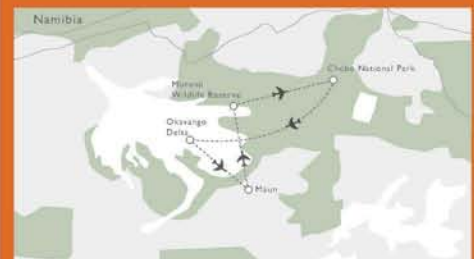 Namibia
Chobe National Park
Moremi
Wildlife Reserve
Okavango
Delta
Maun